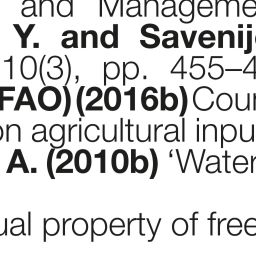 and Manageme
Y. and Savenij
10(3), pp. 455–4
FAO) (2016b) Cour
on agricultural inpu
A. (2010b) ‘Water
ual property of free